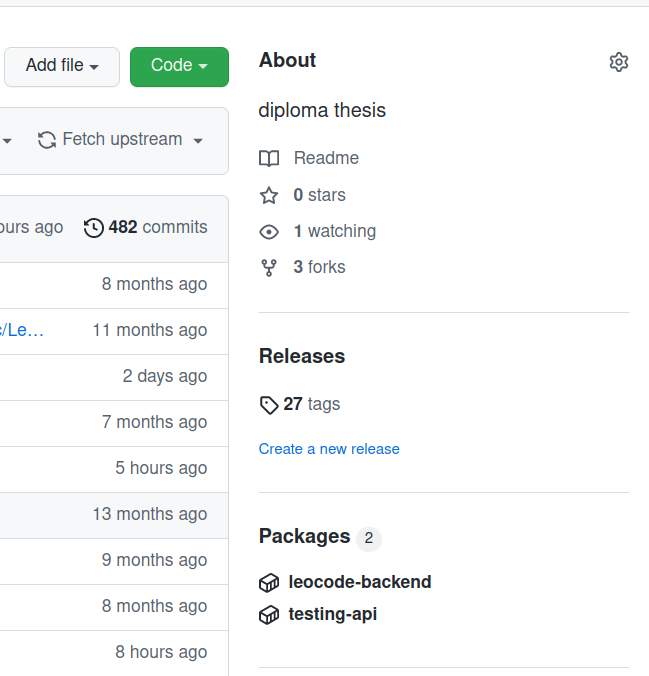 Add file
Code
Fetch upstream
ours ago
482 commits
8 months ago
c/Le…
11 months ago
2 days ago
7 months ago
5 hours ago
13 months ago
9 months ago
8 months ago
8 hours ago
About
diploma thesis
Readme
0 stars
1 watching
3 forks
Releases
27 tags
Create a new release
Packages 2
leocode-backend
testing-api